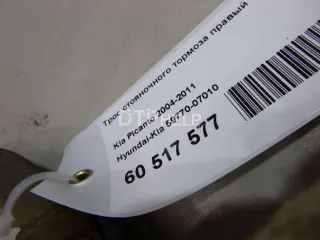 Трос стояночного тормоза правый
Kia Picanto 2004-2011
Hyundai-Kia 59770-07010
60 517 577